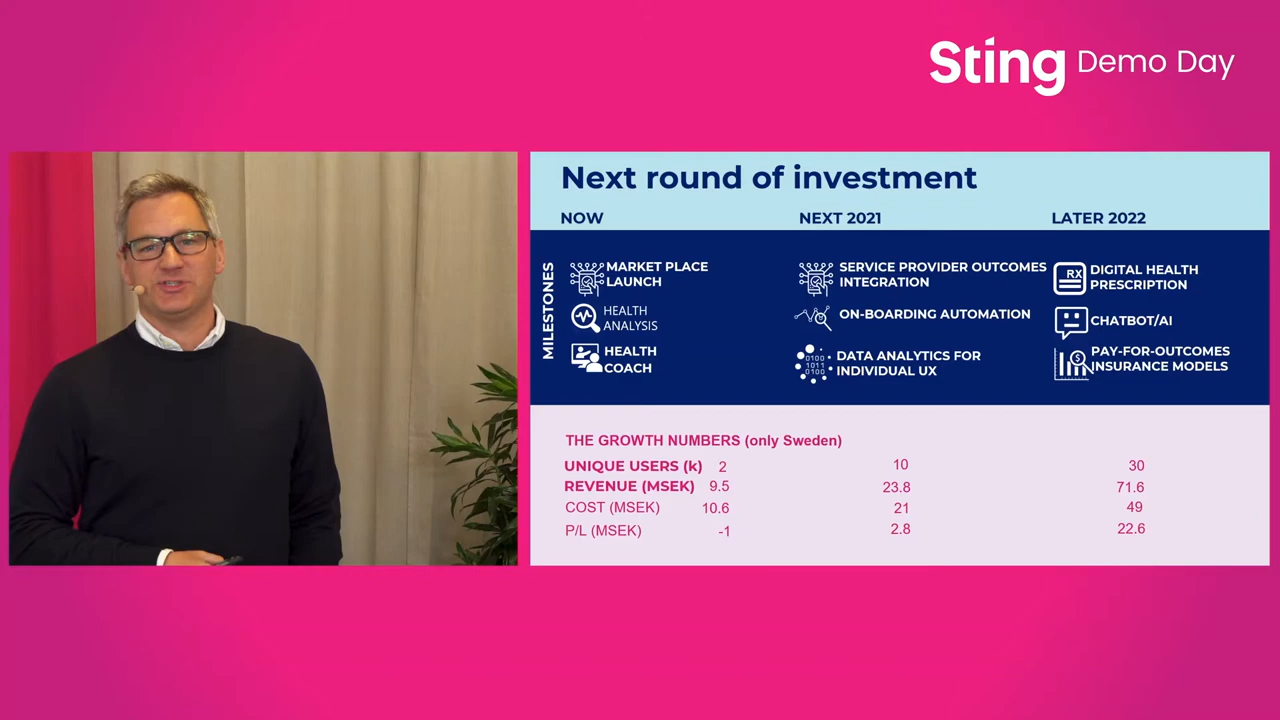 Sting Demo Day
Next round of investment
NOW
NEXT 2021
LATER 2022
MILESTONES
MARKET PLACE
LAUNCH
HEALTH
ANALYSIS
HEALTH
COACH
SERVICE PROVIDER OUTCOMES
INTEGRATION
ON-BOARDING AUTOMATION
0100
1011
0100
DATA ANALYTICS FOR
INDIVIDUAL UX
RX
DIGITAL HEALTH
PRESCRIPTION
CHATBOT/AI
$
PAY-FOR-OUTCOMES
INSURANCE MODELS
THE GROWTH NUMBERS (only Sweden)
UNIQUE USERS (k) 2 10 30
REVENUE (MSEK) 9.5 23.8 71.6
COST (MSEK) 10.6 21 49
P/L (MSEK) -1 2.8 22.6